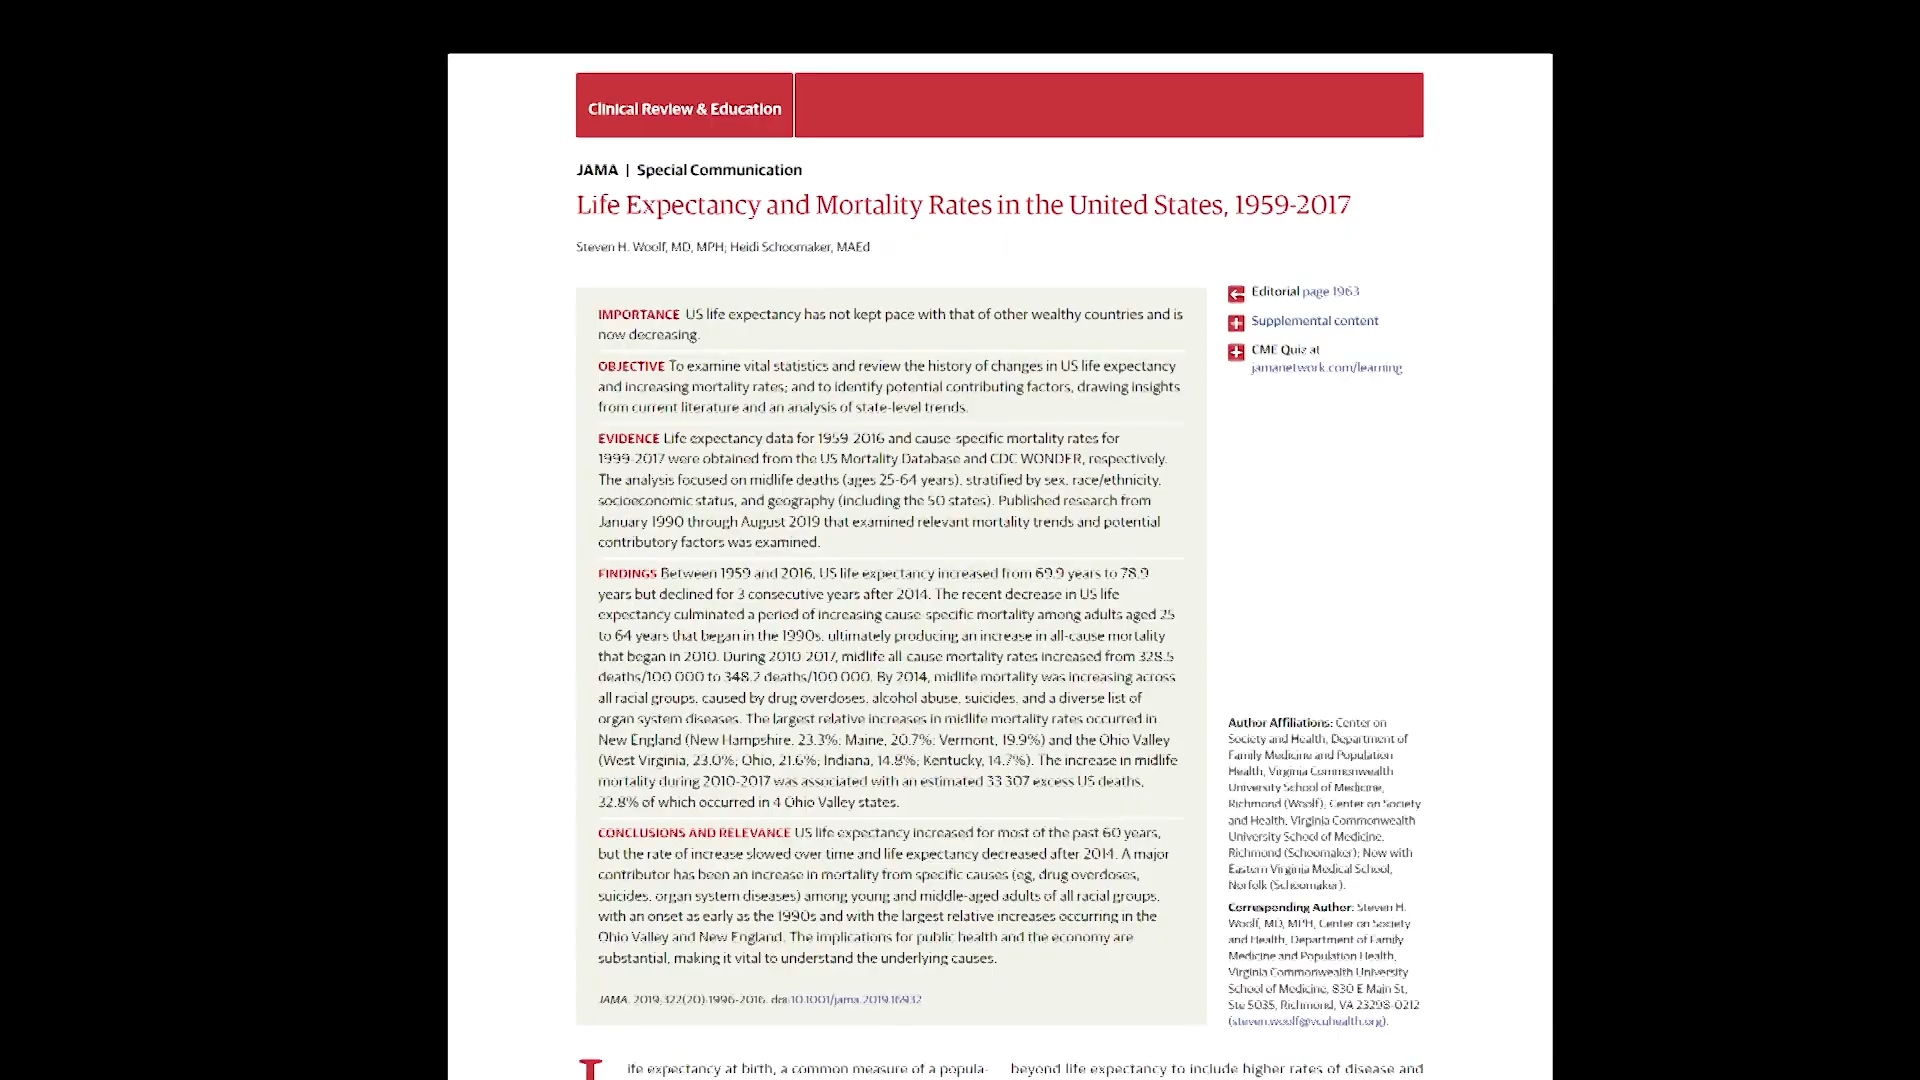 Clinical Review & Education
JAMA | Special Communication
Life Expectancy and Mortality Rates in the United States, 1959-2017
Steven H. Woolf, MD, MPH; Heidi Schoomaker, MAEd
IMPORTANCE US life expectancy has not kept pace with that of other wealthy countries and is
now decreasing.
OBJECTIVE To examine vital statistics and review the history of changes in US life expectancy
and increasing mortality rates; and to identify potential contributing factors, drawing insights
from current literature and an analysis of state-level trends.
EVIDENCE Life expectancy data for 1959-2016 and cause-specific mortality rates for
1999-2017 were obtained from the US Mortality Database and CDC WONDER, respectively.
The analysis focused on midlife deaths (ages 25-64 years), stratified by sex, race/ethnicity,
socioeconomic status, and geography (including the 50 states). Published research from
January 1990 through August 2019 that examined relevant mortality trends and potential
contributory factors was examined.
FINDINGS Between 1959 and 2016, US life expectancy increased from 69.9 years to 78.9
years but declined for 3 consecutive years after 2014. The recent decrease in US life
expectancy culminated a period of increasing cause-specific mortality among adults aged 25
to 64 years that began in the 1990s, ultimately producing an increase in all-cause mortality
that began in 2010. During 2010-2017, midlife all-cause mortality rates increased from 328.5
deaths/100 000 to 348.2 deaths/100 000. By 2014, midlife mortality was increasing across
all racial groups, caused by drug overdoses, alcohol abuse, suicides, and a diverse list of
organ system diseases. The largest relative increases in midlife mortality rates occurred in
New England (New Hampshire, 23.3%; Maine, 20.7%; Vermont, 19.9%) and the Ohio Valley
(West Virginia, 23.0%; Ohio, 21.6%; Indiana, 14.8%; Kentucky, 14.7%). The increase in midlife
mortality during 2010-2017 was associated with an estimated 33 307 excess US deaths,
32.8% of which occurred in 4 Ohio Valley states.
CONCLUSIONS AND RELEVANCE US life expectancy increased for most of the past 60 years,
but the rate of increase slowed over time and life expectancy decreased after 2014. A major
contributor has been an increase in mortality from specific causes (eg, drug overdoses,
suicides, organ system diseases) among young and middle-aged adults of all racial groups,
with an onset as early as the 1990s and with the largest relative increases occurring in the
Ohio Valley and New England. The implications for public health and the economy are
substantial, making it vital to understand the underlying causes.
JAMA. 2019;322(20):1996-2016. doi:10.1001/jama.2019.16932
Editorial page 1963
Supplemental content
CME Quiz at
jamanetwork.com/learning
Author Affiliations: Center on
Society and Health, Department of
Family Medicine and Population
Health, Virginia Commonwealth
University School of Medicine,
Richmond (Woolf); Center on Society
and Health, Virginia Commonwealth
University School of Medicine,
Richmond (Schoomaker); Now with
Eastern Virginia Medical School,
Norfolk (Schoomaker).
Corresponding Author: Steven H.
Woolf, MD, MPH, Center on Society
and Health, Department of Family
Medicine and Population Health,
Virginia Commonwealth University
School of Medicine, 830 E Main St,
Ste 5035, Richmond, VA 23298-0212
(steven.woolf@vcuhealth.org).
ife expectancy at birth, a common measure of a popula-
beyond life expectancy to include higher rates of disease and